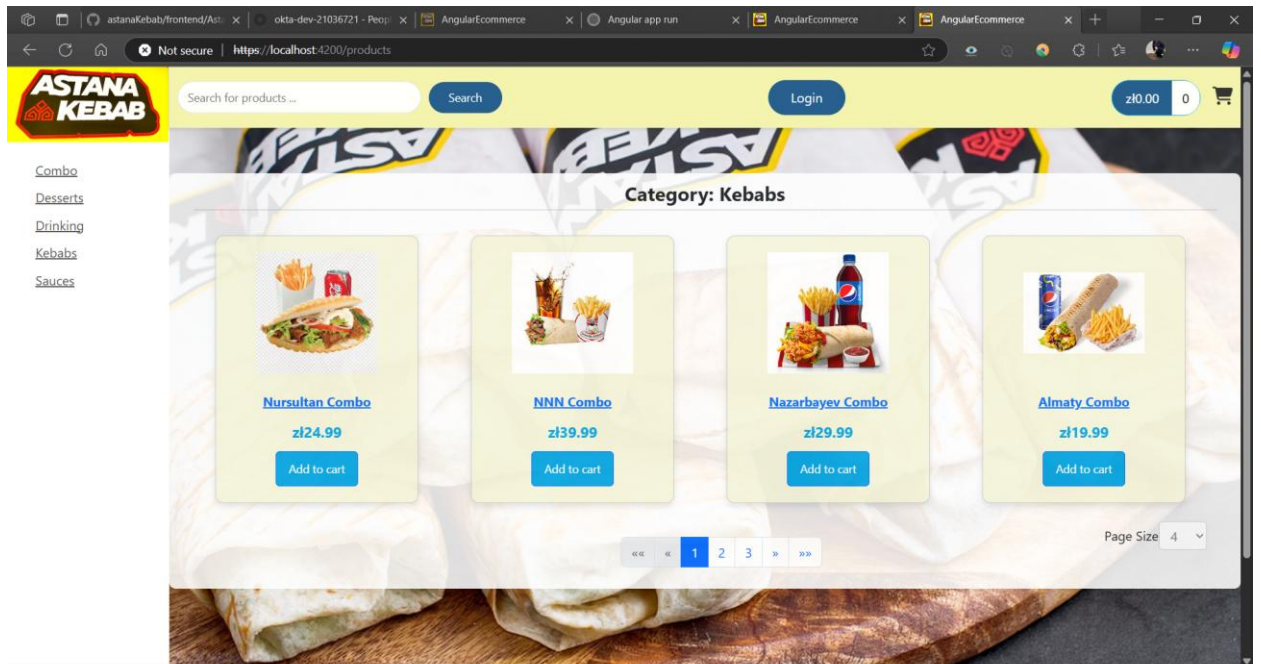 astanaKebab/frontend/Ast
okta-dev-21036721 - Peop
AngularEcommerce
Angular app run
AngularEcommerce
AngularEcommerce
Not secure
https://localhost:4200/products
ASTANA
KEBAB
Search for products ...
Search
Login
zł0.00
0
Combo
Desserts
Drinking
Kebabs
Sauces
Category: Kebabs
Nursultan Combo
NNN Combo
Nazarbayev Combo
Almaty Combo
zł24.99
zł39.99
zł29.99
zł19.99
Add to cart
Add to cart
Add to cart
Add to cart
Page Size 4
«« « 1 2 3 » »»